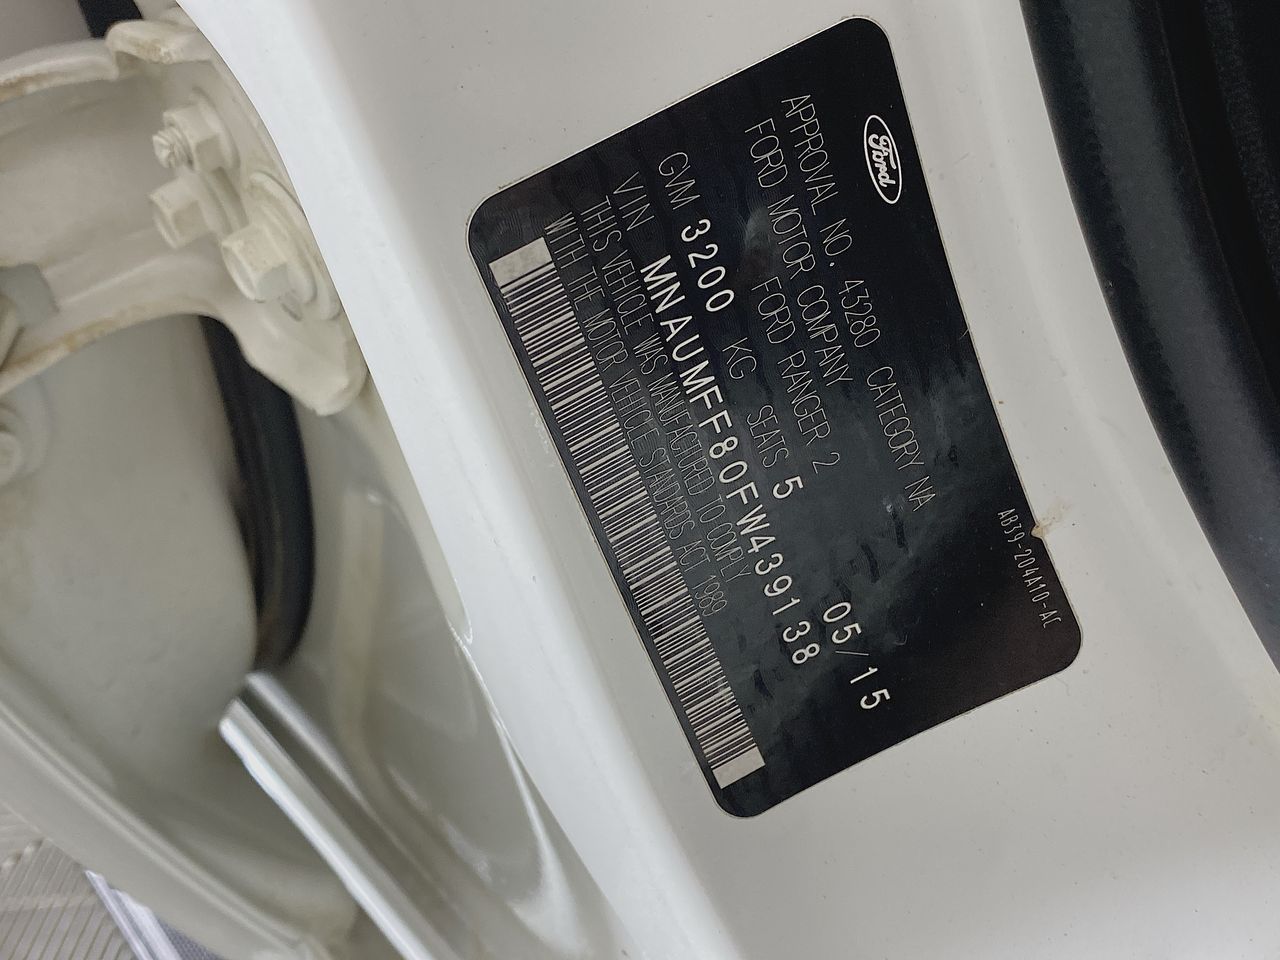 Ford
AB39-204A10-AC
APPROVAL NO. 43280 CATEGORY NA
FORD MOTOR COMPANY
FORD RANGER 2
05/15
GVM 3200 KG SEATS 5
VIN MNAUMFF80FW439138
THIS VEHICLE WAS MANUFACTURED TO COMPLY
WITH THE MOTOR VEHICLE STANDARDS ACT 1989